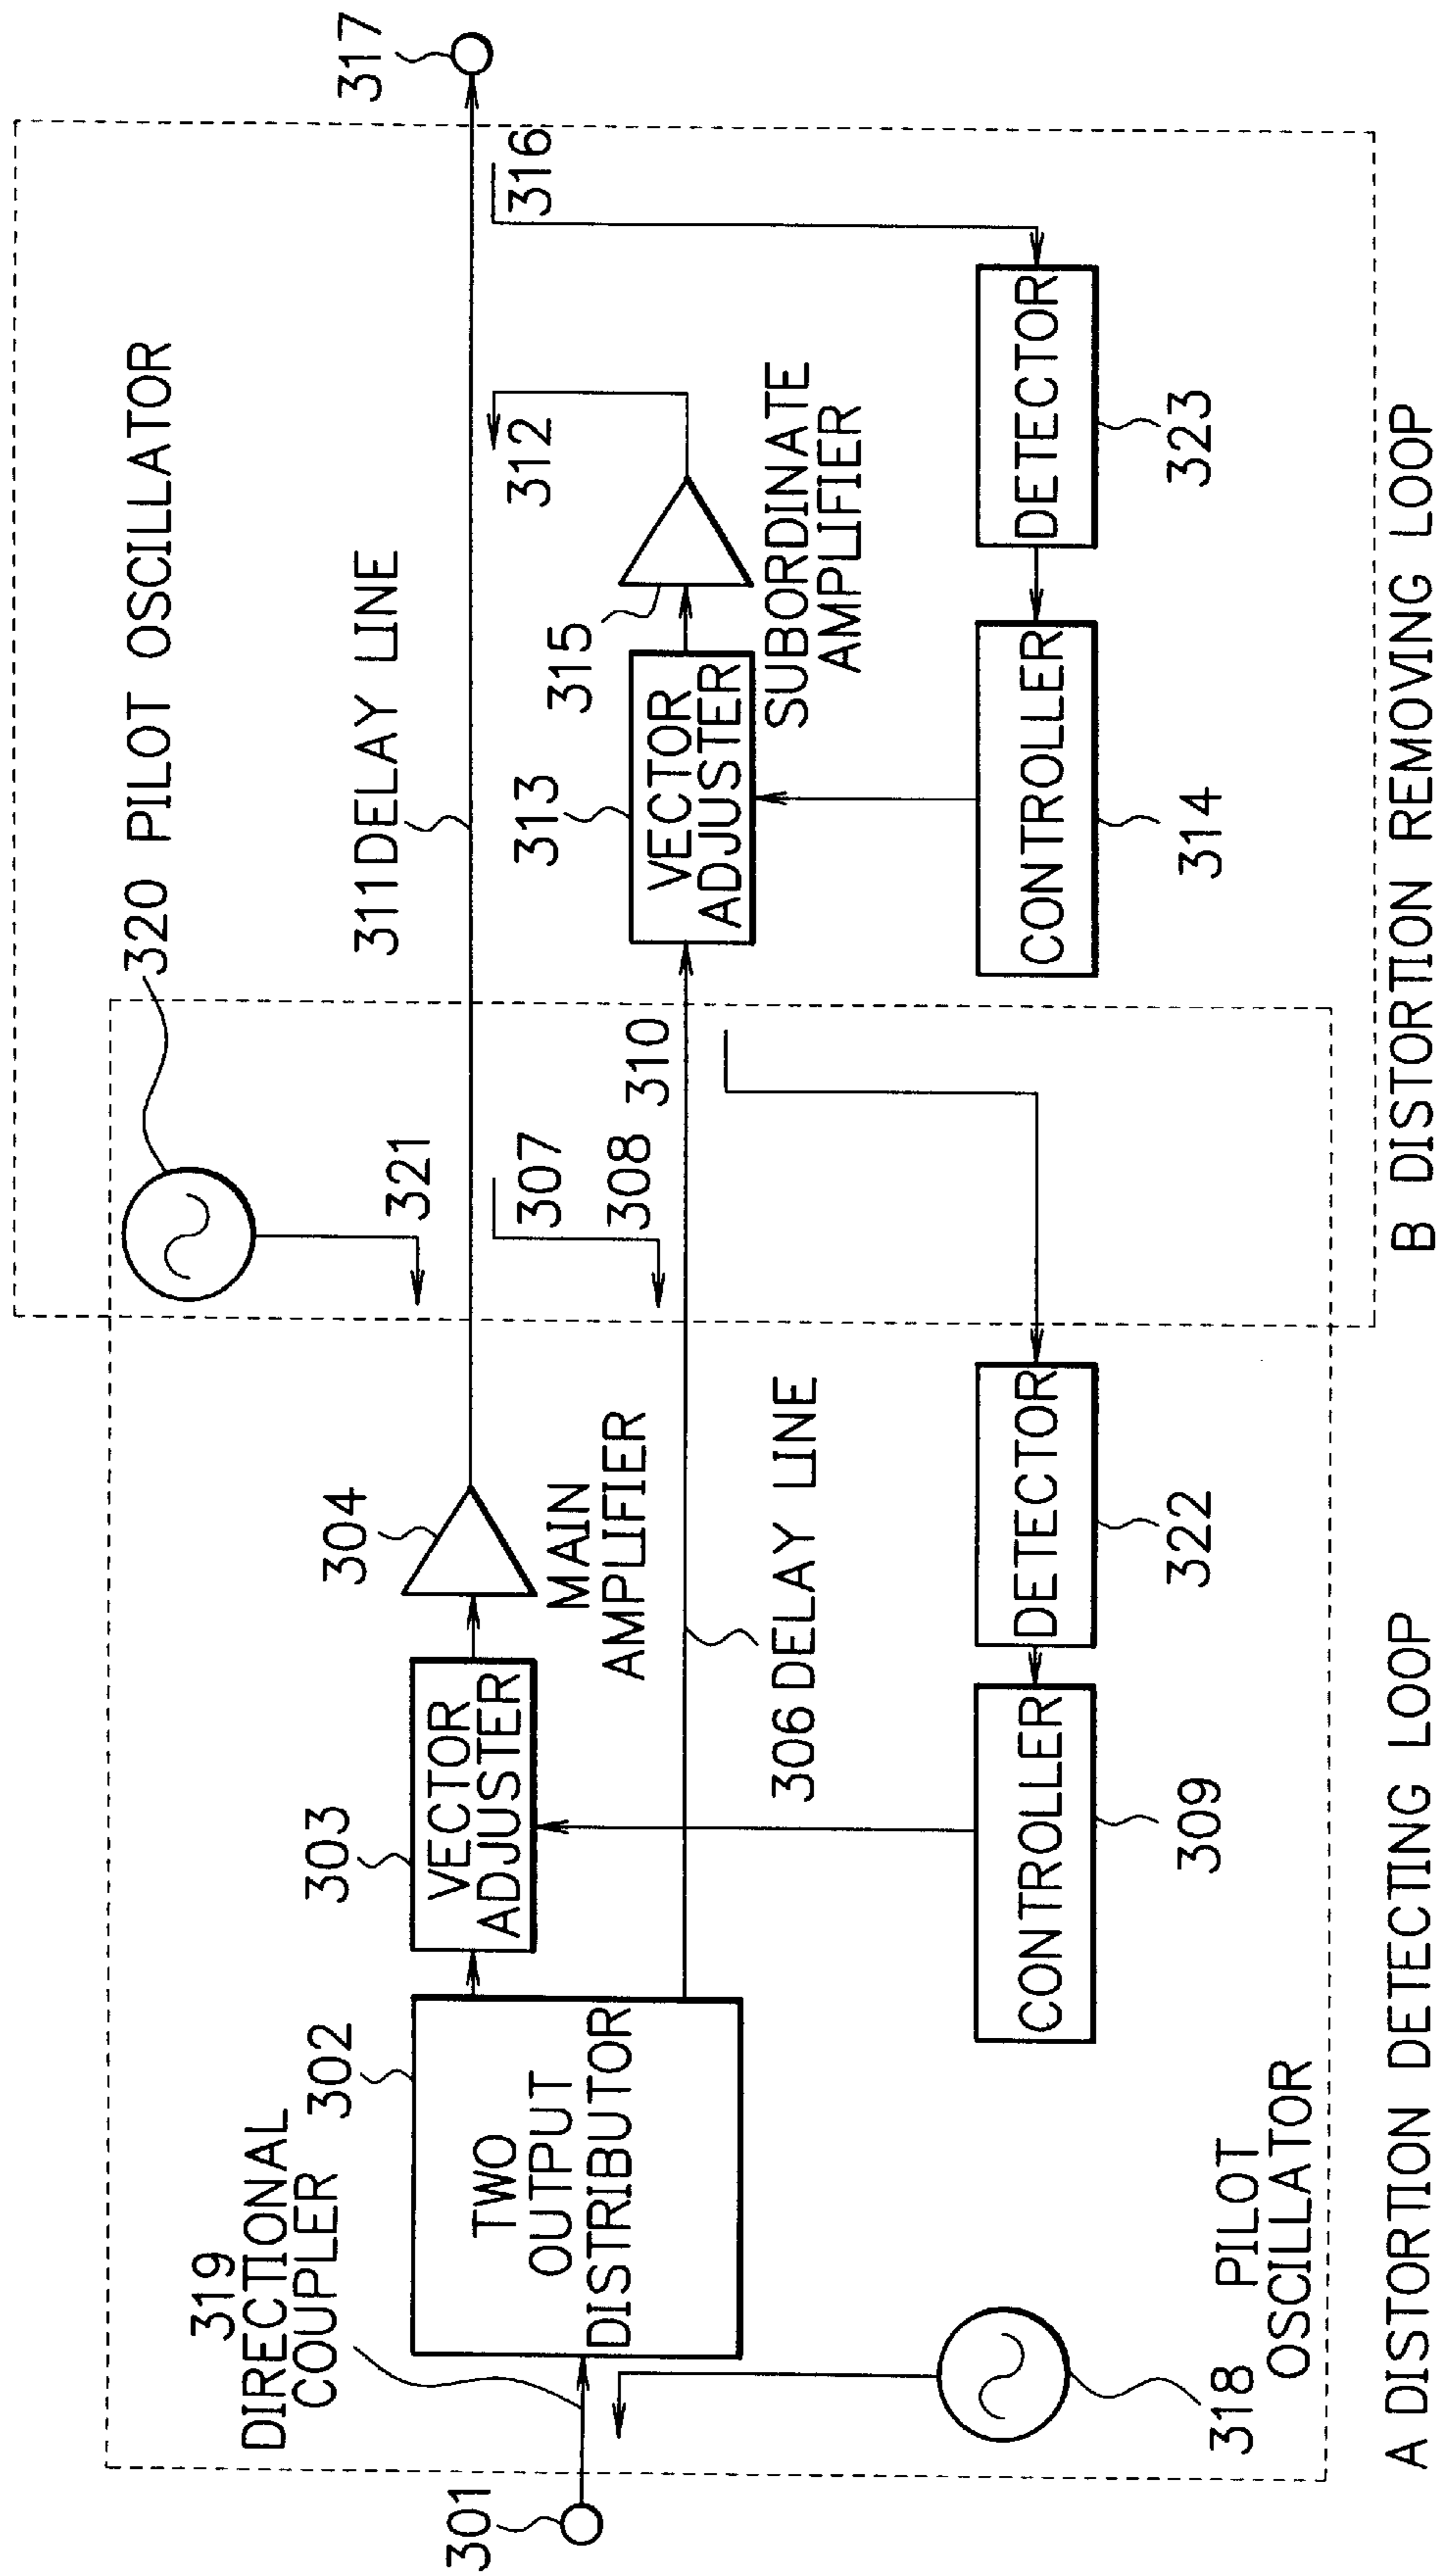 301
319
DIRECTIONAL
COUPLER
302
TWO
OUTPUT
DISTRIBUTOR
303
VECTOR
ADJUSTER
304
MAIN
AMPLIFIER
306 DELAY LINE
318
PILOT
OSCILLATOR
CONTROLLER
309
DETECTOR
322
320 PILOT OSCILLATOR
321
307
308
310
311 DELAY LINE
313
VECTOR
ADJUSTER
315
SUBORDINATE
AMPLIFIER
312
CONTROLLER
314
DETECTOR
323
316
317
A DISTORTION DETECTING LOOP
B DISTORTION REMOVING LOOP